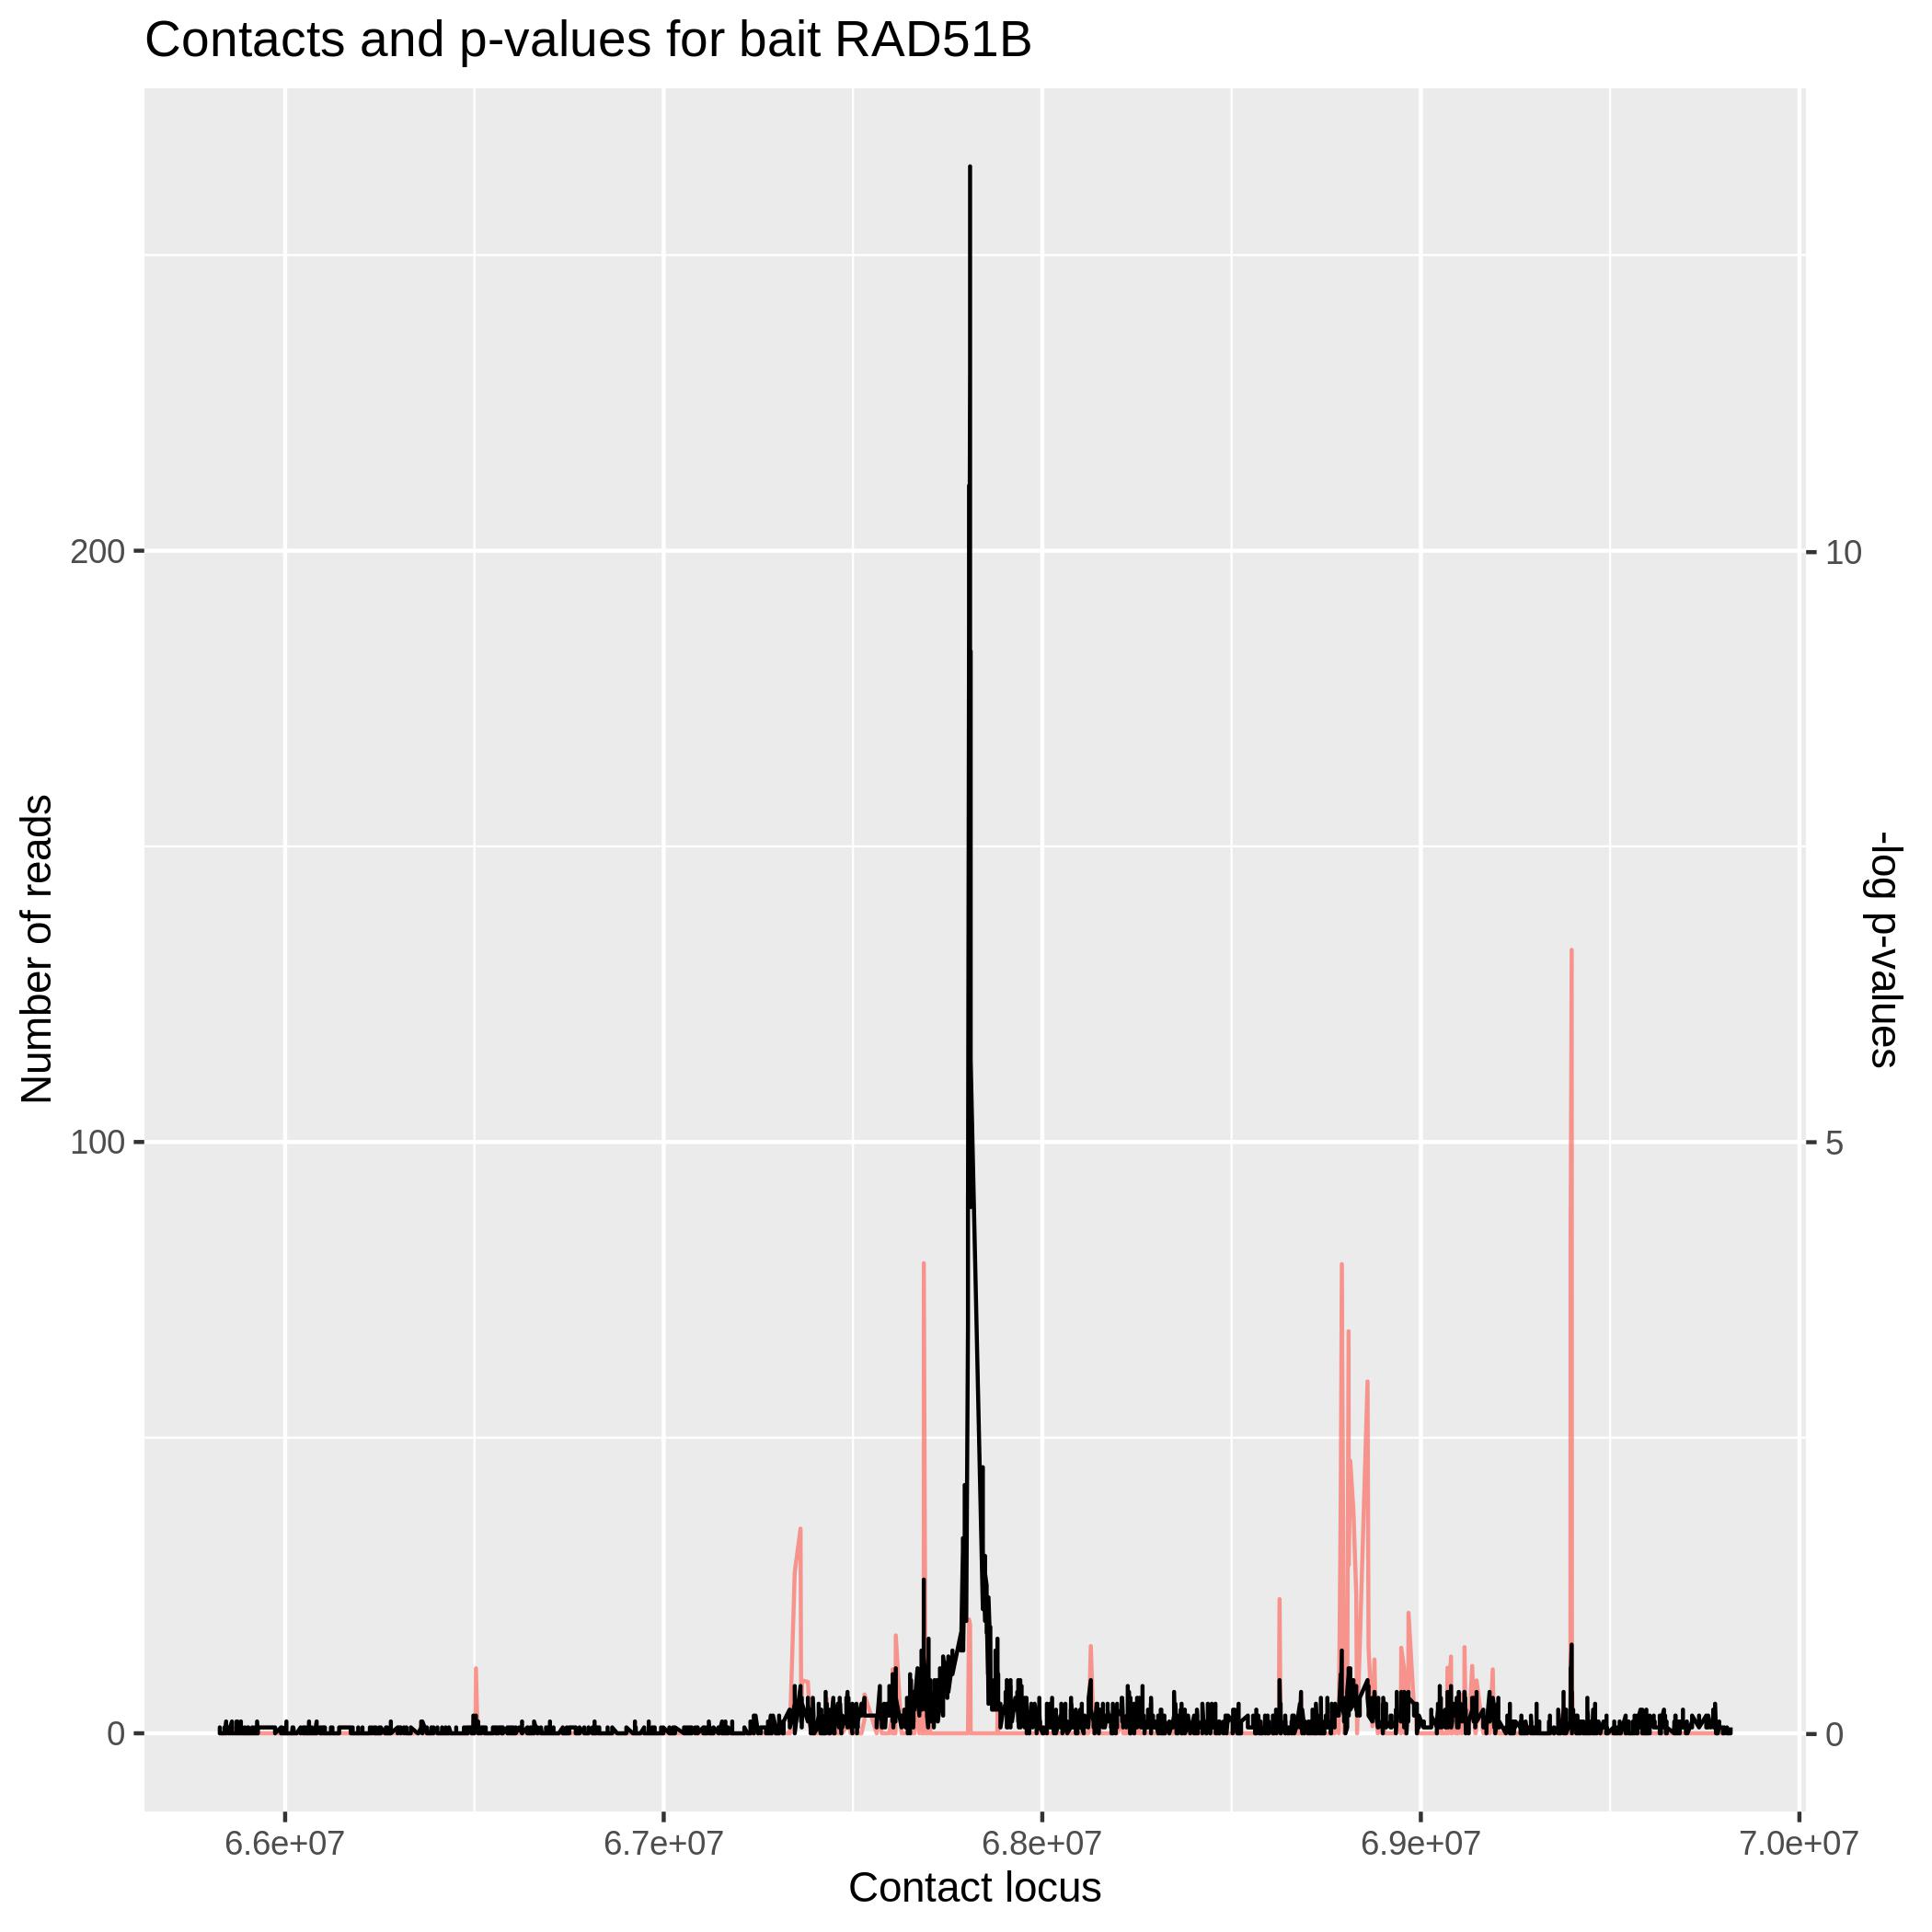 Contacts and p-values for bait RAD51B
Number of reads
200
100
0
10
5
0
-log p-values
6.6e+07 6.7e+07 6.8e+07 6.9e+07 7.0e+07
Contact locus